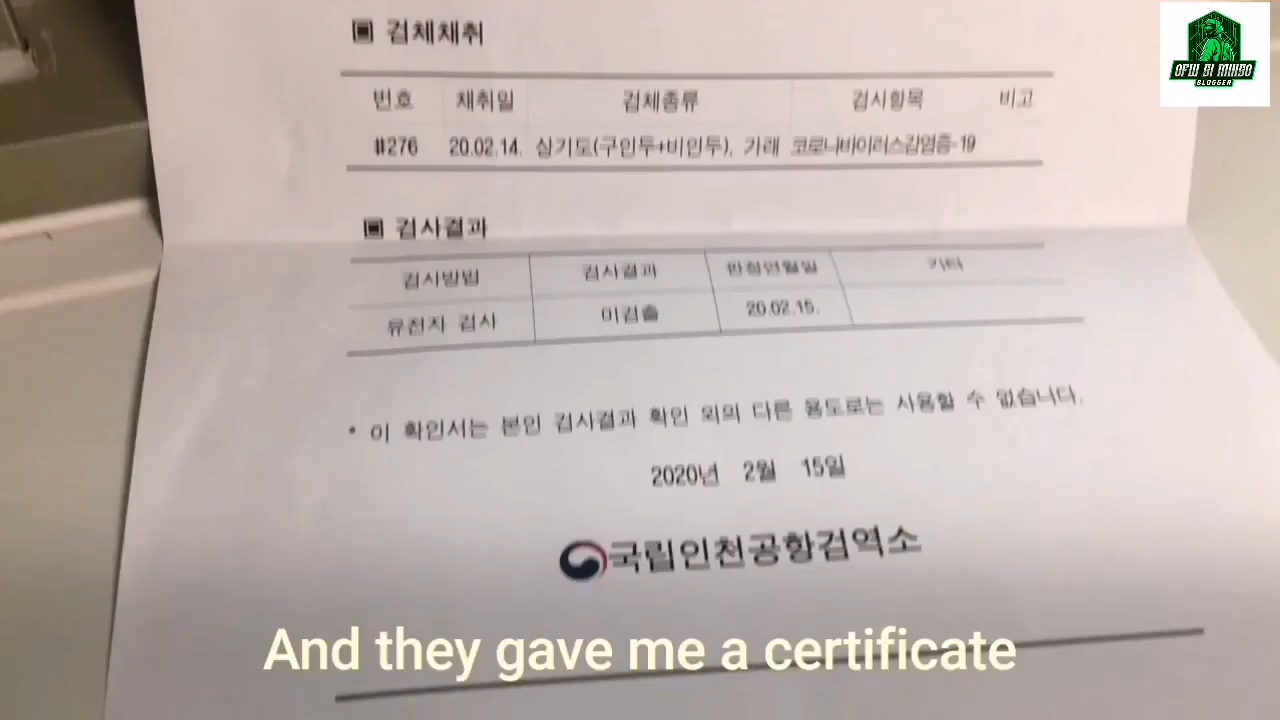 ▣ 검체채취
번호 채취일 검체종류 검사항목 비고
#276 20.02.14. 상기도(구인두+비인두), 가래 코로나바이러스감염증-19
▣ 검사결과
검사방법 검사결과 판정연월일 기타
유전자 검사 미검출 20.02.15.
* 이 확인서는 본인 검사결과 확인 외의 다른 용도로는 사용할 수 없습니다.
2020년 2월 15일
국립인천공항검역소
And they gave me a certificate
OFW SI MINSO
BLOGGER